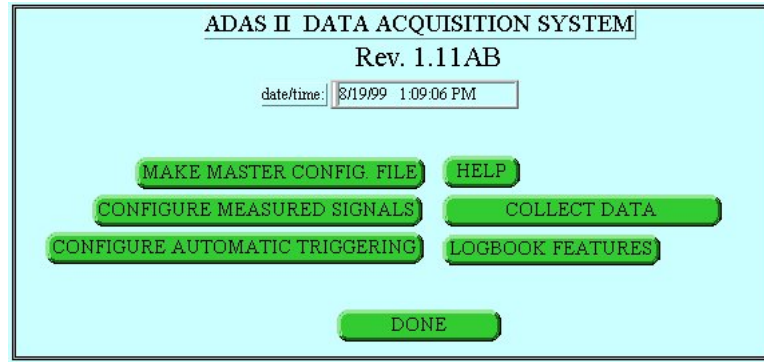 ADAS II DATA ACQUISITION SYSTEM
Rev. 1.11AB
date/time: 8/19/99 1:09:06 PM
MAKE MASTER CONFIG. FILE HELP
CONFIGURE MEASURED SIGNALS COLLECT DATA
CONFIGURE AUTOMATIC TRIGGERING LOGBOOK FEATURES
DONE